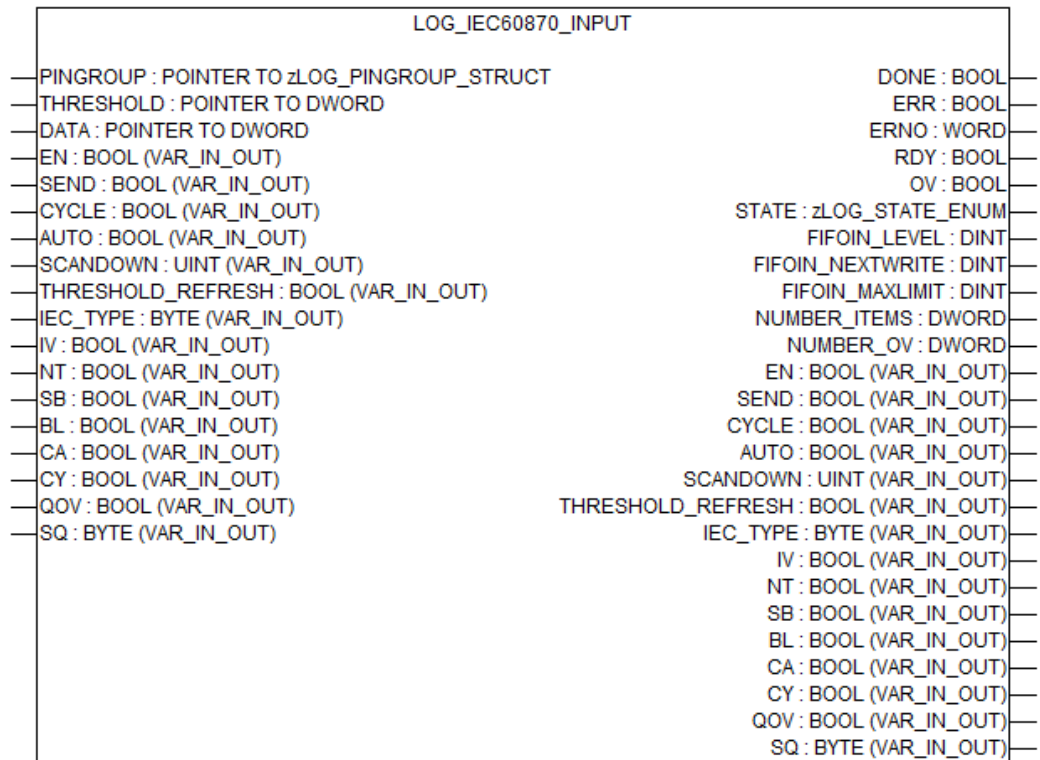 LOG_IEC60870_INPUT
PINGROUP : POINTER TO zLOG_PINGROUP_STRUCT DONE : BOOL
THRESHOLD : POINTER TO DWORD ERR : BOOL
DATA : POINTER TO DWORD ERNO : WORD
EN : BOOL (VAR_IN_OUT) RDY : BOOL
SEND : BOOL (VAR_IN_OUT) OV : BOOL
CYCLE : BOOL (VAR_IN_OUT) STATE : zLOG_STATE_ENUM
AUTO : BOOL (VAR_IN_OUT) FIFOIN_LEVEL : DINT
SCANDOWN : UINT (VAR_IN_OUT) FIFOIN_NEXTWRITE : DINT
THRESHOLD_REFRESH : BOOL (VAR_IN_OUT) FIFOIN_MAXLIMIT : DINT
IEC_TYPE : BYTE (VAR_IN_OUT) NUMBER_ITEMS : DWORD
IV : BOOL (VAR_IN_OUT) NUMBER_OV : DWORD
NT : BOOL (VAR_IN_OUT) EN : BOOL (VAR_IN_OUT)
SB : BOOL (VAR_IN_OUT) SEND : BOOL (VAR_IN_OUT)
BL : BOOL (VAR_IN_OUT) CYCLE : BOOL (VAR_IN_OUT)
CA : BOOL (VAR_IN_OUT) AUTO : BOOL (VAR_IN_OUT)
CY : BOOL (VAR_IN_OUT) SCANDOWN : UINT (VAR_IN_OUT)
QOV : BOOL (VAR_IN_OUT) THRESHOLD_REFRESH : BOOL (VAR_IN_OUT)
SQ : BYTE (VAR_IN_OUT) IEC_TYPE : BYTE (VAR_IN_OUT)
IV : BOOL (VAR_IN_OUT)
NT : BOOL (VAR_IN_OUT)
SB : BOOL (VAR_IN_OUT)
BL : BOOL (VAR_IN_OUT)
CA : BOOL (VAR_IN_OUT)
CY : BOOL (VAR_IN_OUT)
QOV : BOOL (VAR_IN_OUT)
SQ : BYTE (VAR_IN_OUT)